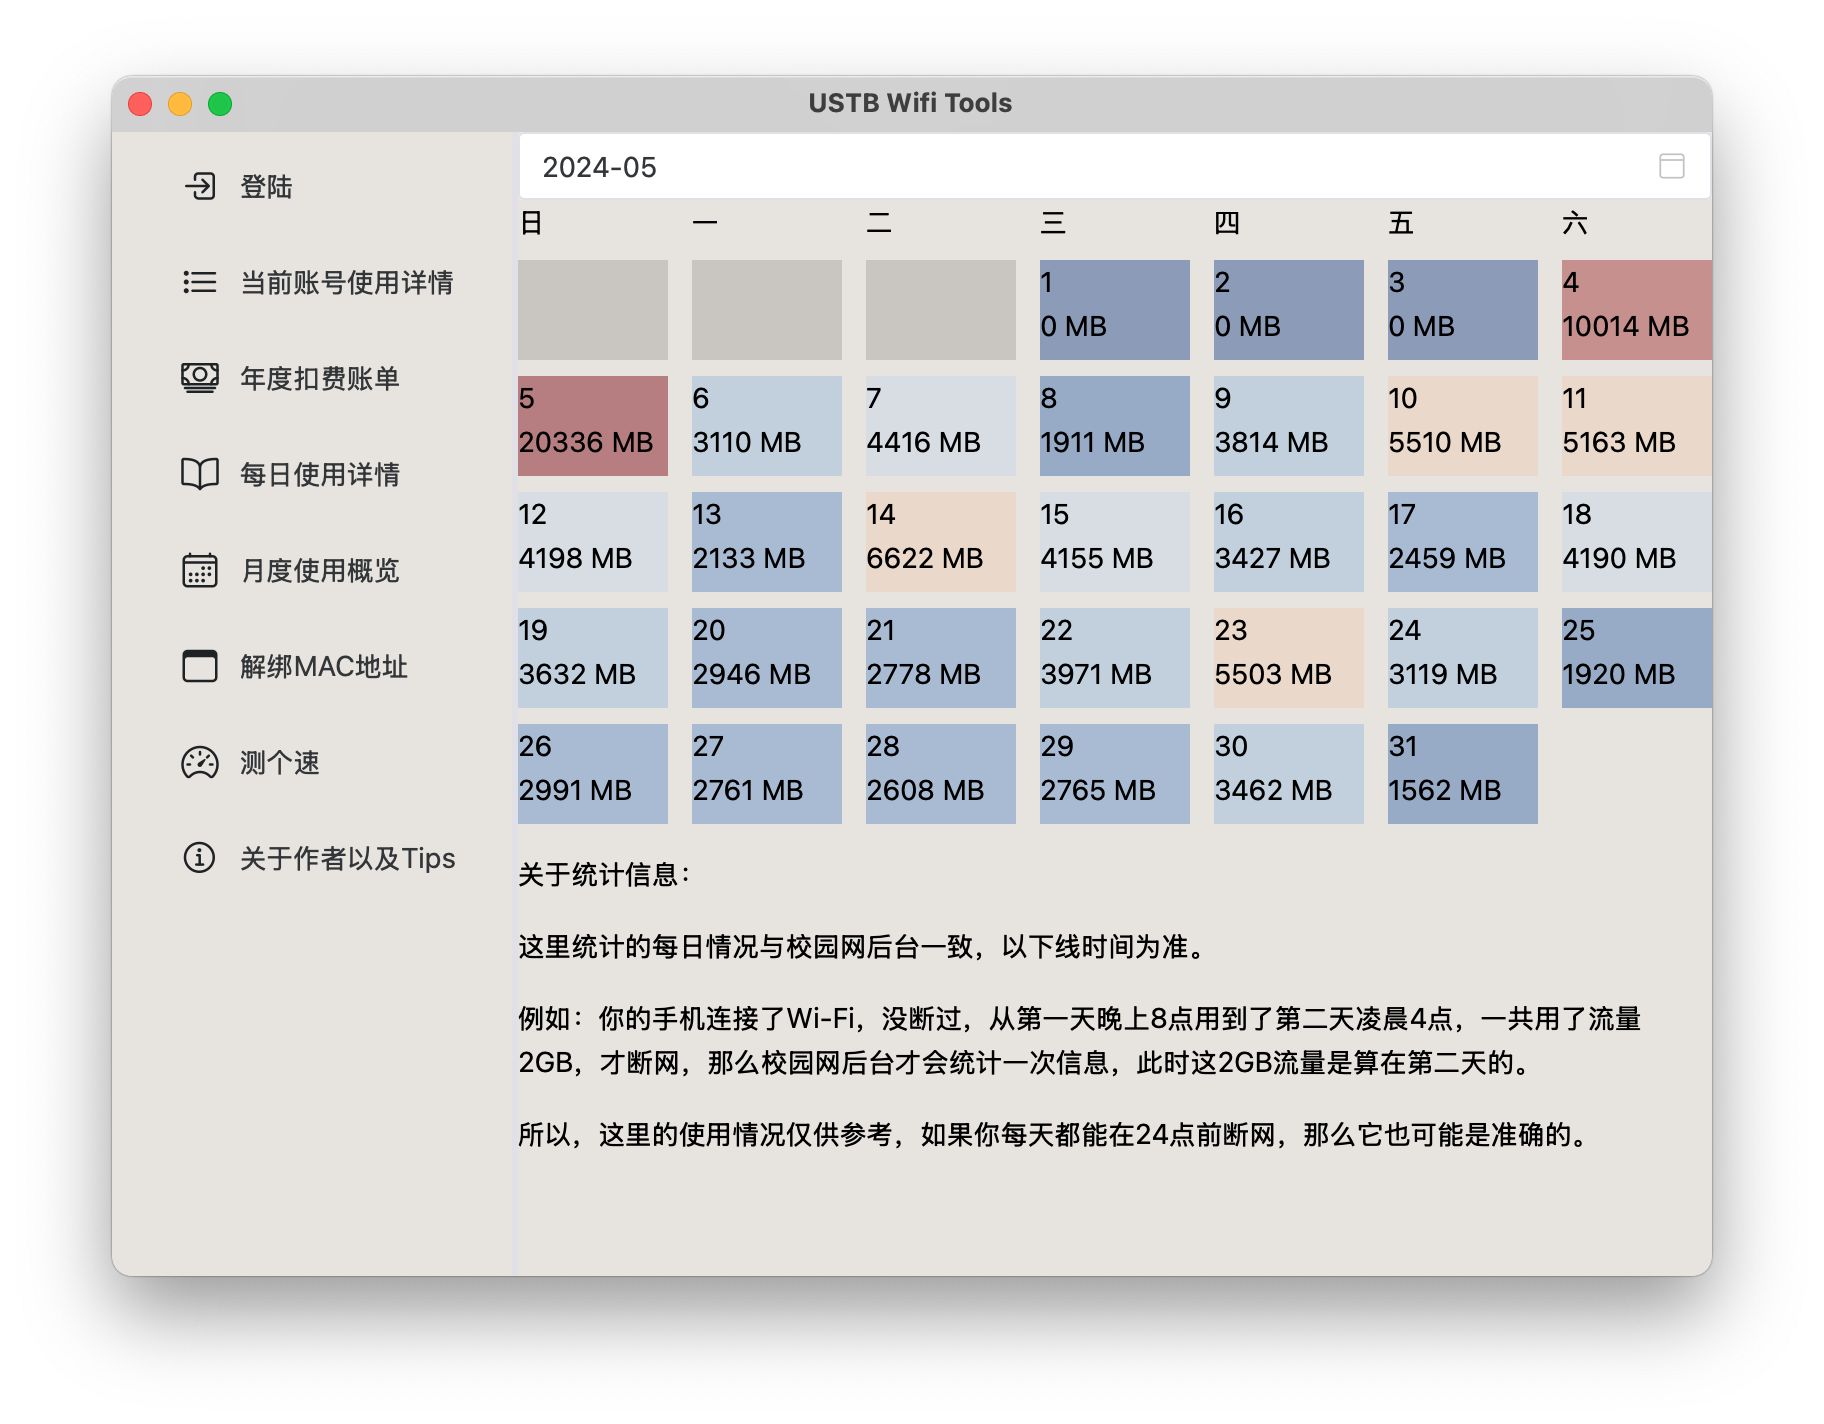 USTB Wifi Tools
登陆
当前账号使用详情
年度扣费账单
每日使用详情
月度使用概览
解绑MAC地址
测个速
关于作者以及Tips
2024-05
日 一 二 三 四 五 六
1 2 3 4
0 MB 0 MB 0 MB 10014 MB
5 6 7 8 9 10 11
20336 MB 3110 MB 4416 MB 1911 MB 3814 MB 5510 MB 5163 MB
12 13 14 15 16 17 18
4198 MB 2133 MB 6622 MB 4155 MB 3427 MB 2459 MB 4190 MB
19 20 21 22 23 24 25
3632 MB 2946 MB 2778 MB 3971 MB 5503 MB 3119 MB 1920 MB
26 27 28 29 30 31
2991 MB 2761 MB 2608 MB 2765 MB 3462 MB 1562 MB
关于统计信息：
这里统计的每日情况与校园网后台一致，以下线时间为准。
例如：你的手机连接了Wi-Fi，没断过，从第一天晚上8点用到了第二天凌晨4点，一共用了流量
2GB，才断网，那么校园网后台才会统计一次信息，此时这2GB流量是算在第二天的。
所以，这里的使用情况仅供参考，如果你每天都能在24点前断网，那么它也可能是准确的。